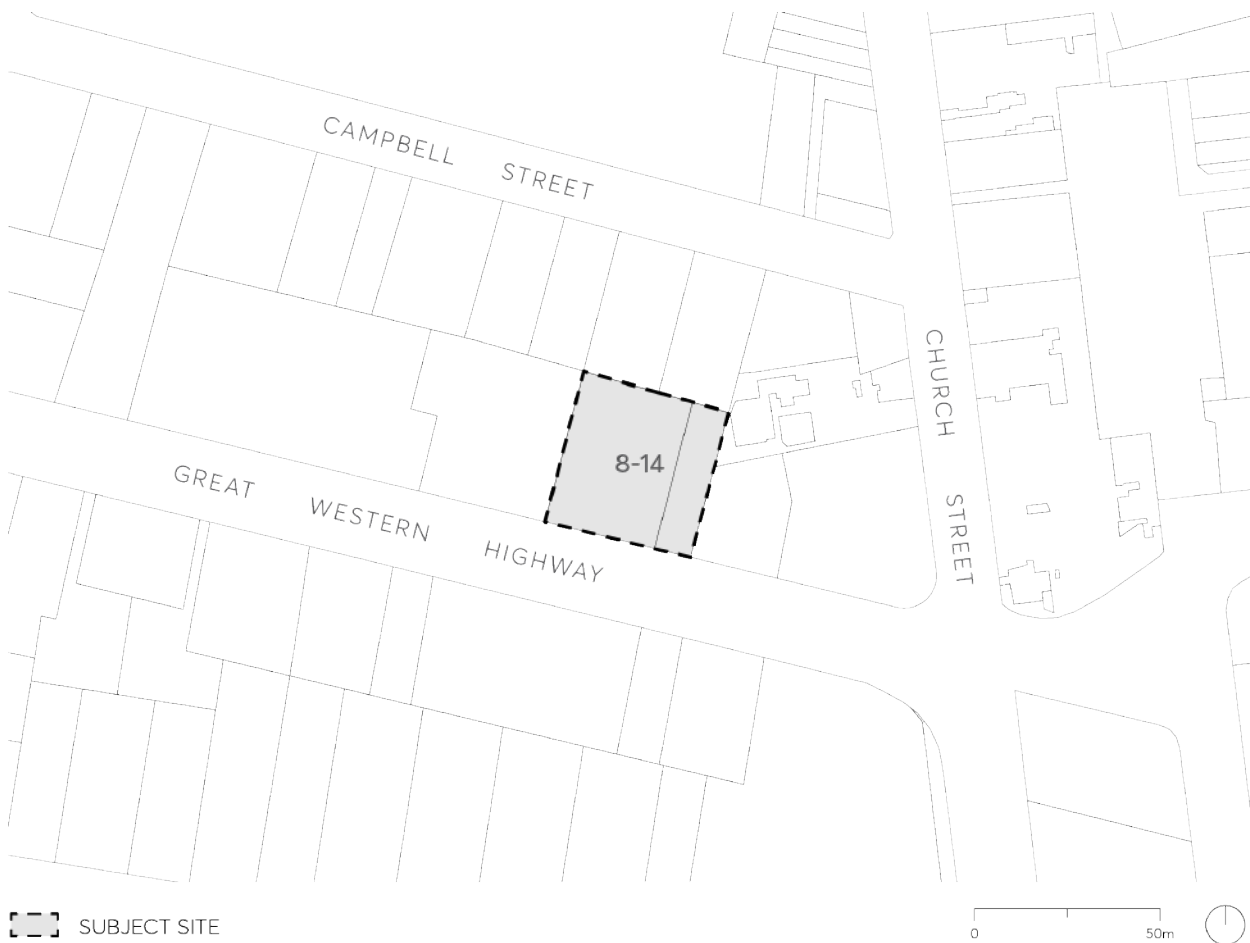 CAMPBELL STREET
CHURCH STREET
8-14
GREAT WESTERN HIGHWAY
SUBJECT SITE
0 50m